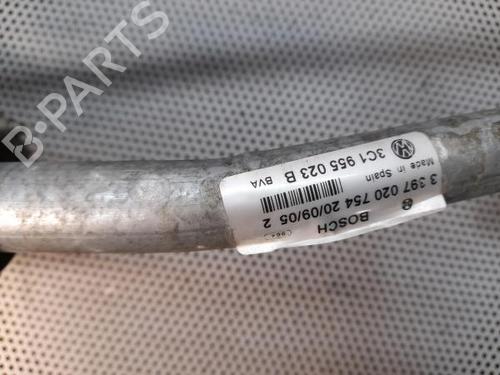 B-PARTS
3C1 955 023 B BVA
Made in Spain
3 397 020 754 20/09/05 2
BOSCH